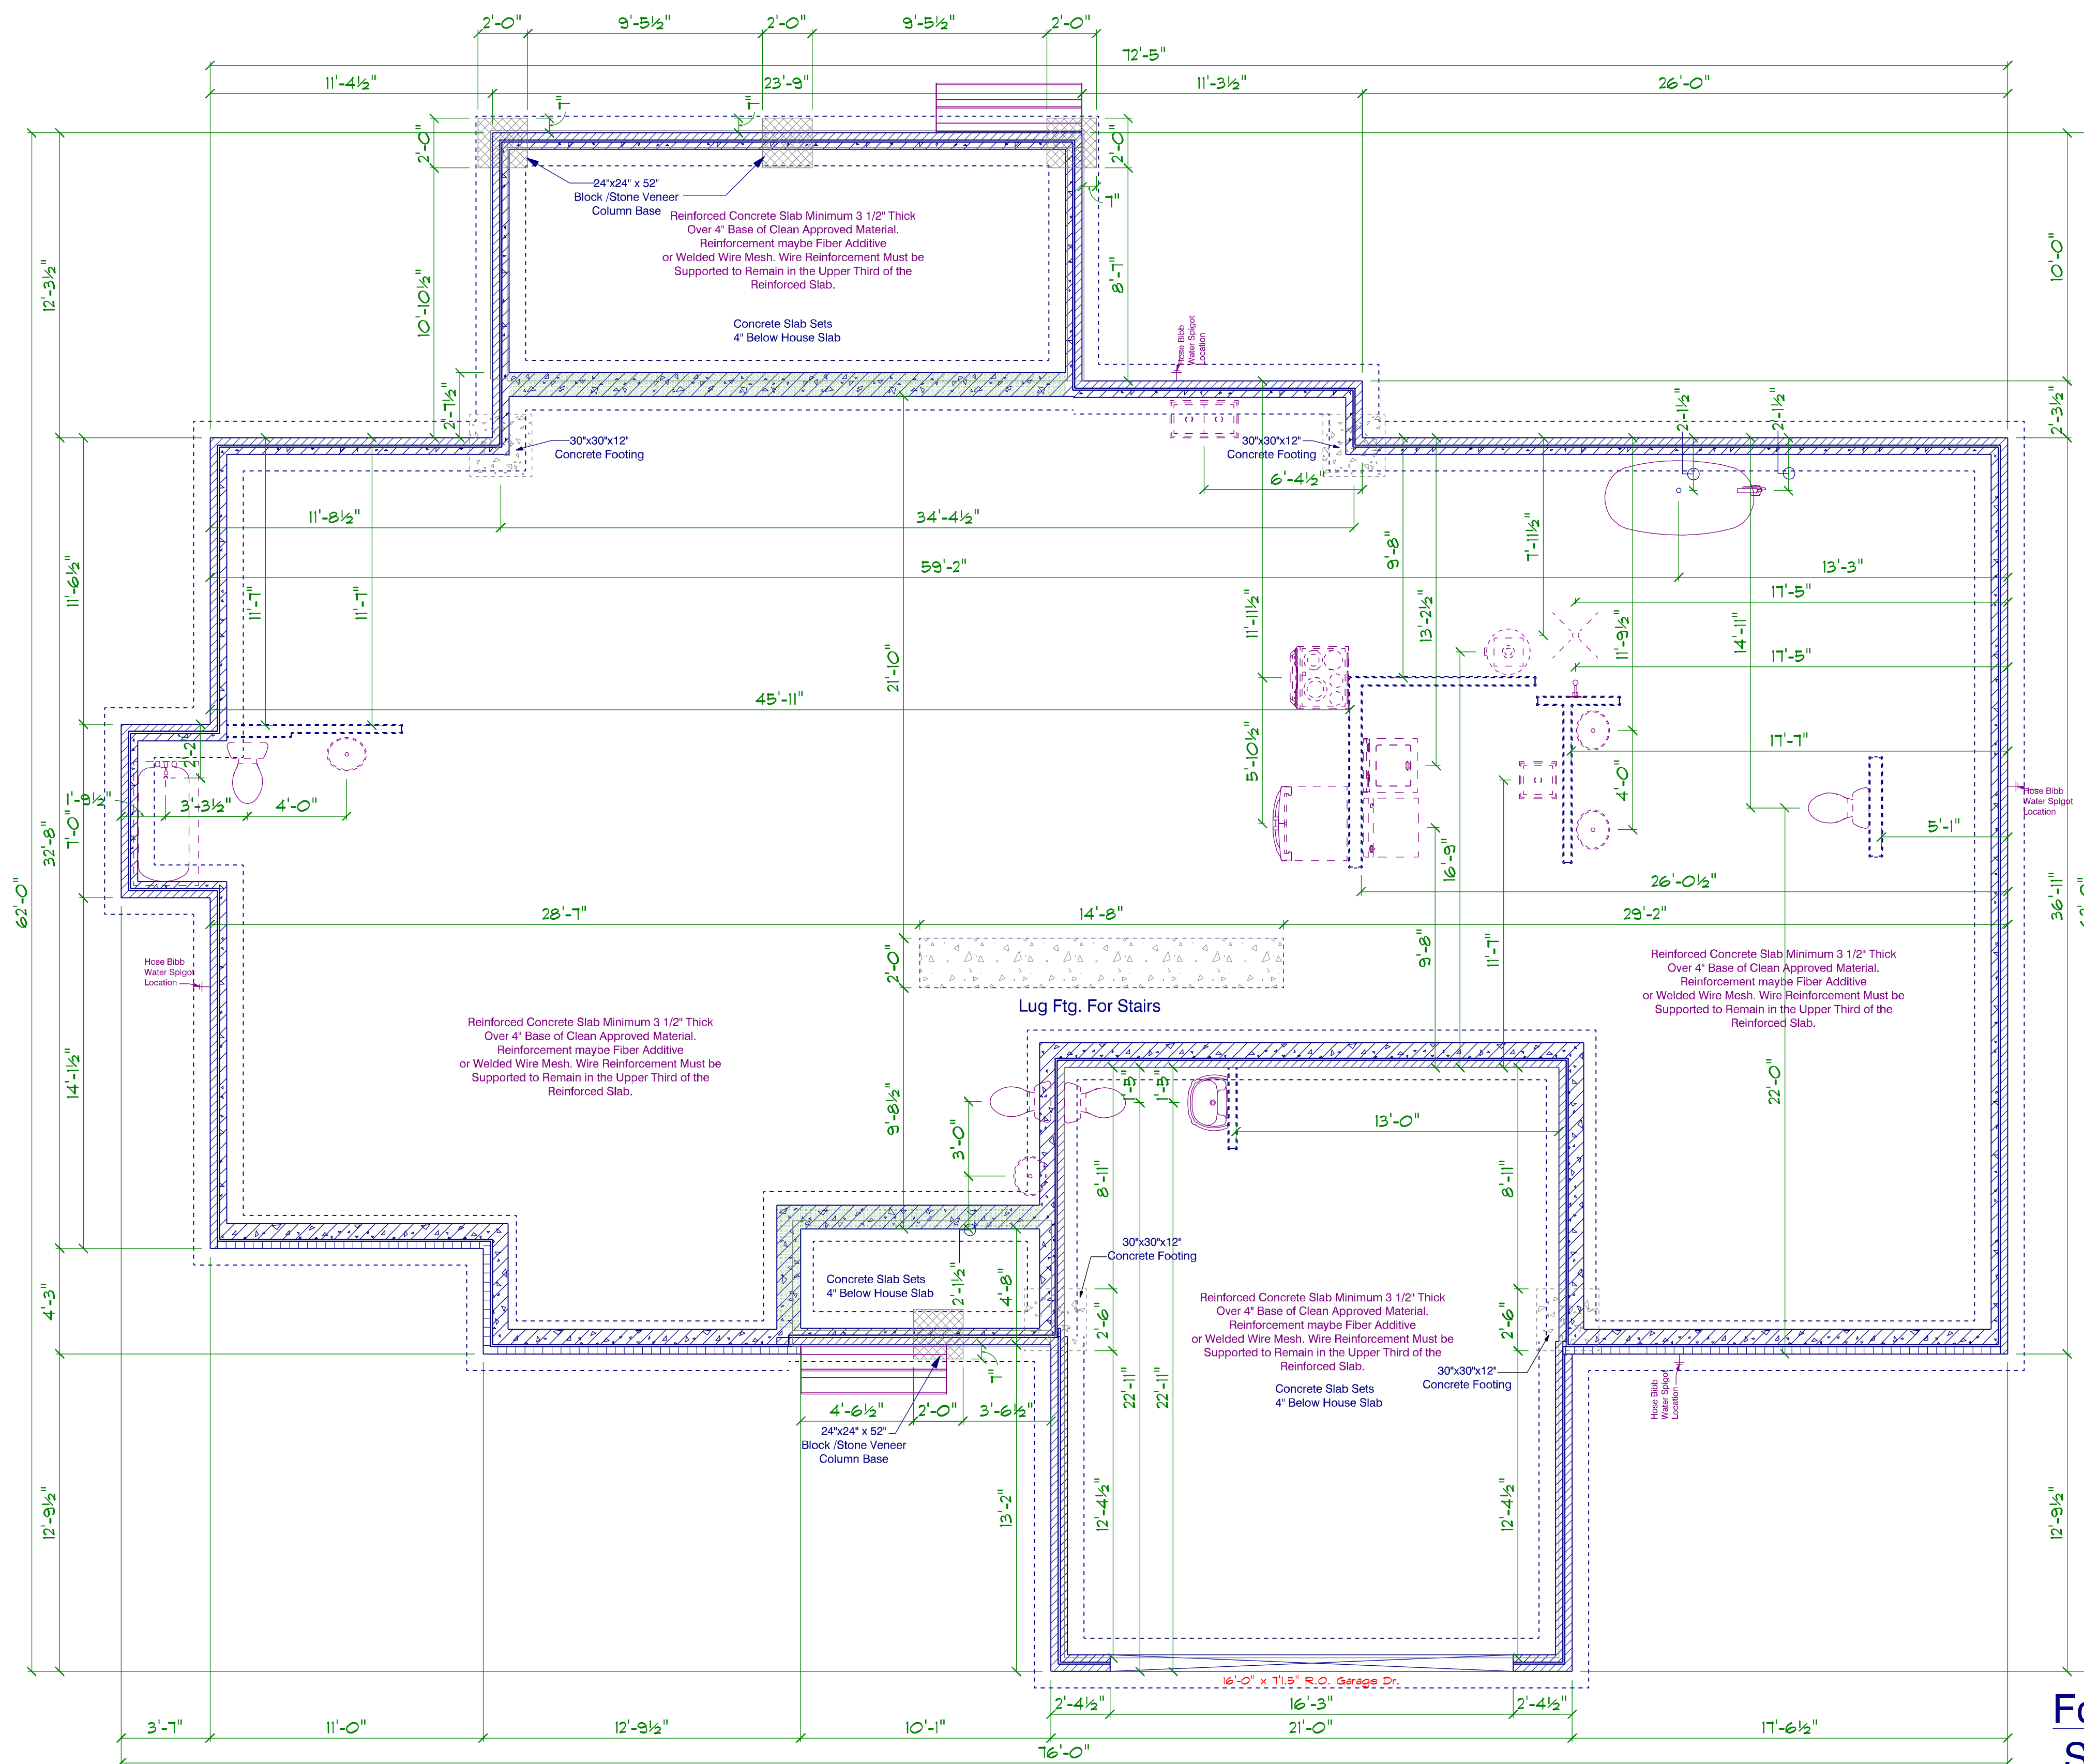 2'-0"
9'-5½"
2'-0"
9'-5½"
2'-0"
72'-5"
11'-4½"
23'-9"
11'-3½"
26'-0"
7"
7"
2'-0"
2'-0"
24"x24" x 52"
Block /Stone Veneer
Column Base
7"
Reinforced Concrete Slab Minimum 3 1/2" Thick
Over 4" Base of Clean Approved Material.
Reinforcement maybe Fiber Additive
or Welded Wire Mesh. Wire Reinforcement Must be
Supported to Remain in the Upper Third of the
Reinforced Slab.
12'-3½"
10'-10½"
8'-7"
10'-0"
Concrete Slab Sets
4" Below House Slab
Hose Bibb
Water Spigot
Location
2'-7½"
2'-1½"
2'-1½"
2'-3½"
30"x30"x12"
Concrete Footing
30"x30"x12"
Concrete Footing
6'-4½"
11'-8½"
34'-4½"
9'-8"
7'-11½"
59'-2"
13'-3"
17'-5"
11'-6½"
11'-7"
11'-7"
11'-11½"
13'-2½"
11'-9½"
14'-11"
21'-10"
17'-5"
45'-11"
2'-2"
5'-10½"
17'-7"
4'-0"
1'-9½"
3'-3½"
4'-0"
Hose Bibb
Water Spigot
Location
7'-0"
32'-8"
5'-1"
16'-9"
26'-0½"
62'-0"
36'-11"
28'-7"
14'-8"
29'-2"
9'-8"
11'-7"
2'-0"
Hose Bibb
Water Spigot
Location
Reinforced Concrete Slab Minimum 3 1/2" Thick
Over 4" Base of Clean Approved Material.
Reinforcement maybe Fiber Additive
or Welded Wire Mesh. Wire Reinforcement Must be
Supported to Remain in the Upper Third of the
Reinforced Slab.
Lug Ftg. For Stairs
Reinforced Concrete Slab Minimum 3 1/2" Thick
Over 4" Base of Clean Approved Material.
Reinforcement maybe Fiber Additive
or Welded Wire Mesh. Wire Reinforcement Must be
Supported to Remain in the Upper Third of the
Reinforced Slab.
14'-1½"
22'-0"
1'-5"
1'-5"
9'-8½"
3'-0"
13'-0"
8'-11"
8'-11"
30"x30"x12"
Concrete Footing
Concrete Slab Sets
4" Below House Slab
2'-1½"
4'-8"
4'-3"
2'-6"
2'-6"
Reinforced Concrete Slab Minimum 3 1/2" Thick
Over 4" Base of Clean Approved Material.
Reinforcement maybe Fiber Additive
or Welded Wire Mesh. Wire Reinforcement Must be
Supported to Remain in the Upper Third of the
Reinforced Slab.
7"
30"x30"x12"
Concrete Footing
Concrete Slab Sets
4" Below House Slab
22'-11"
22'-11"
Hose Bibb
Water Spigot
Location
4'-6½"
2'-0"
3'-6½"
24"x24" x 52"
Block /Stone Veneer
Column Base
12'-9½"
13'-2"
12'-4½"
12'-4½"
12'-9½"
16'-0" x 7'1.5" R.O. Garage Dr.
2'-4½"
16'-3"
2'-4½"
3'-7"
11'-0"
12'-9½"
10'-1"
21'-0"
17'-6½"
76'-0"